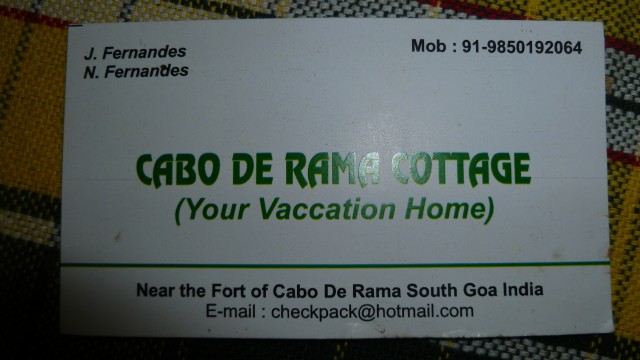 J. Fernandes
N. Fernandes
Mob : 91-9850192064
CABO DE RAMA COTTAGE
(Your Vaccation Home)
Near the Fort of Cabo De Rama South Goa India
E-mail : checkpack@hotmail.com